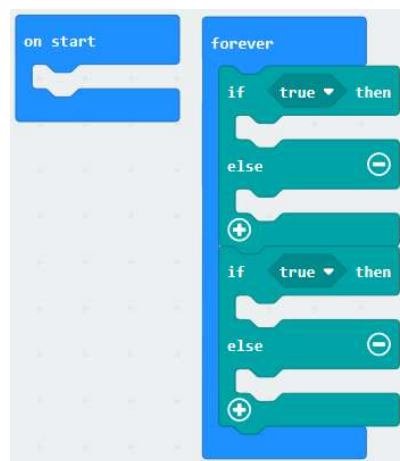 on start
forever
if true then
else
if true then
else